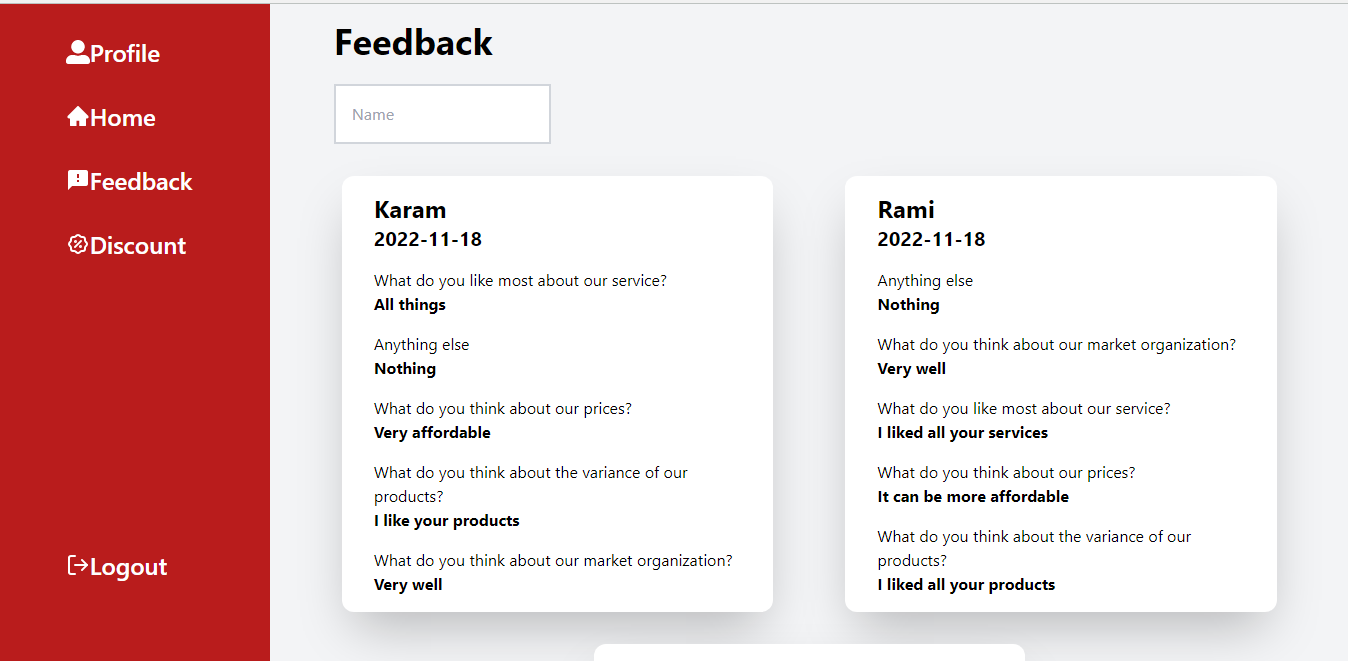 Profile
Home
Feedback
Discount
Logout
Feedback
Name
Karam
2022-11-18
What do you like most about our service?
All things
Anything else
Nothing
What do you think about our prices?
Very affordable
What do you think about the variance of our
products?
I like your products
What do you think about our market organization?
Very well
Rami
2022-11-18
Anything else
Nothing
What do you think about our market organization?
Very well
What do you like most about our service?
I liked all your services
What do you think about our prices?
It can be more affordable
What do you think about the variance of our
products?
I liked all your products